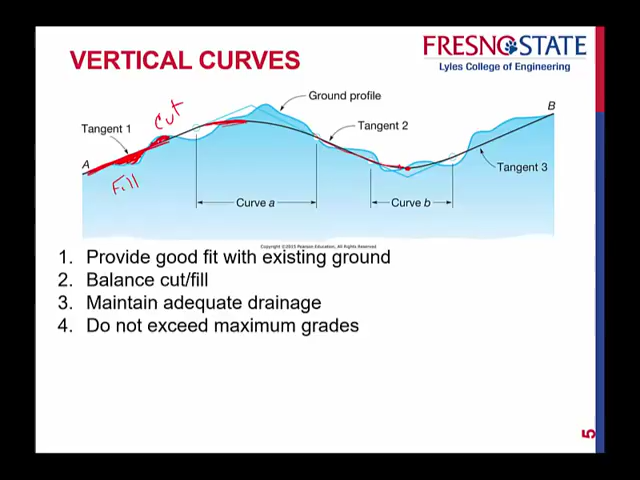 VERTICAL CURVES
FRESNO STATE
Lyles College of Engineering
Ground profile
B
cut
Tangent 1
Tangent 2
A
Tangent 3
Fill
Curve a
Curve b
Copyright ©2015 Pearson Education, All Rights Reserved
1. Provide good fit with existing ground
2. Balance cut/fill
3. Maintain adequate drainage
4. Do not exceed maximum grades
5